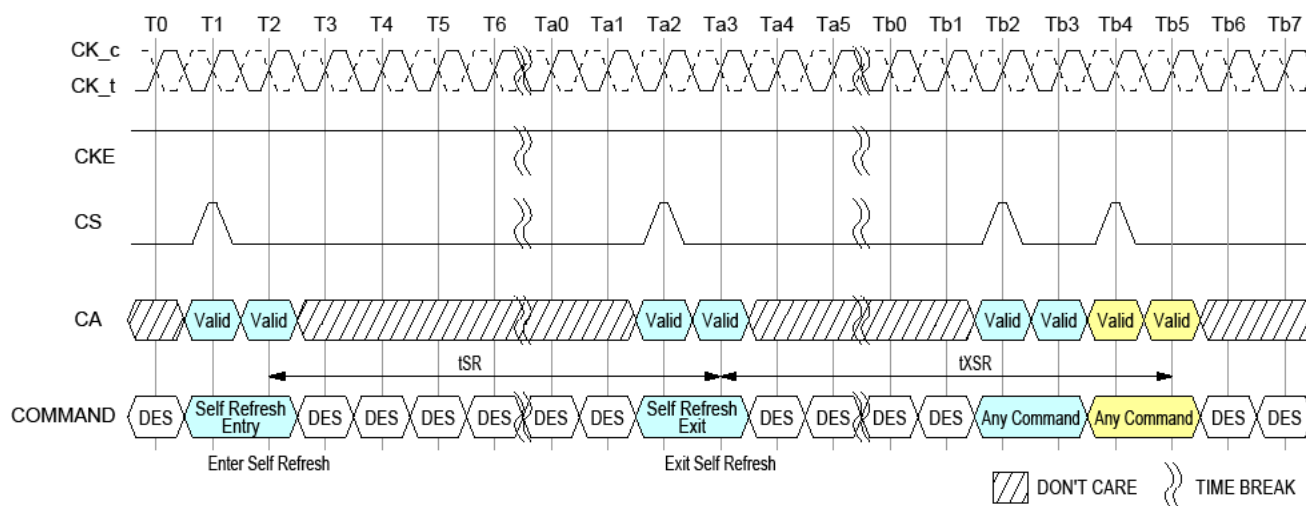 T0 T1 T2 T3 T4 T5 T6 Ta0 Ta1 Ta2 Ta3 Ta4 Ta5 Tb0 Tb1 Tb2 Tb3 Tb4 Tb5 Tb6 Tb7
CK_c
CK_t
CKE
CS
CA Valid Valid Valid Valid Valid Valid Valid Valid
tSR tXSR
COMMAND DES Self Refresh Entry DES DES DES DES DES DES Self Refresh Exit DES DES DES DES Any Command Any Command DES DES
Enter Self Refresh Exit Self Refresh
DON'T CARE TIME BREAK